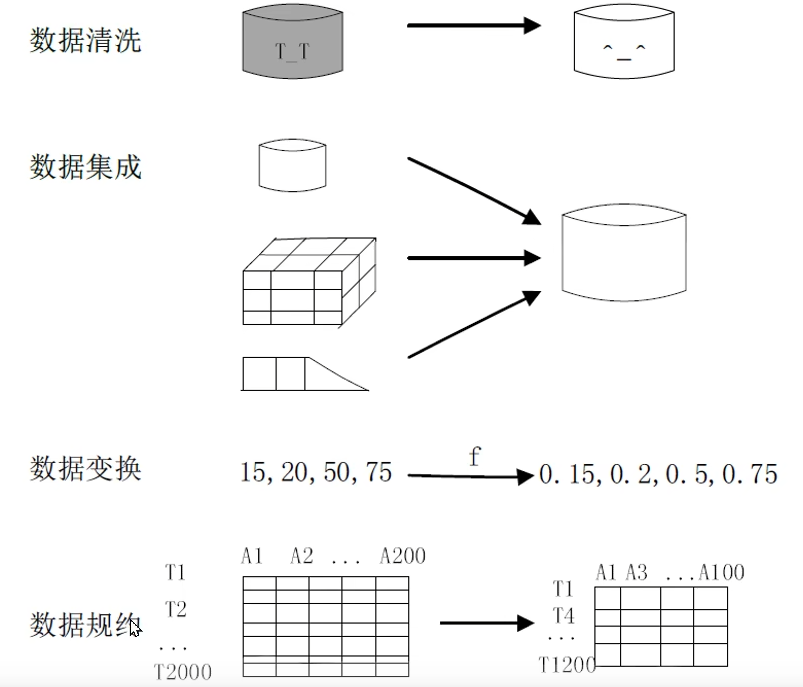 数据清洗
T_T
^_^
数据集成
数据变换
15,20,50,75
f
0.15,0.2,0.5,0.75
数据规约
A1 A2 ... A200
T1
T2
...
T2000
A1 A3 ...A100
T1
T4
...
T1200